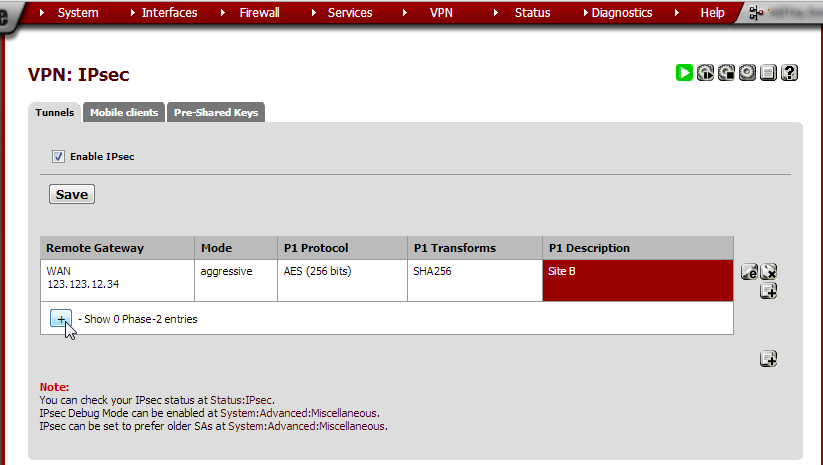 System Interfaces Firewall Services VPN Status Diagnostics Help
VPN: IPsec
Tunnels Mobile clients Pre-Shared Keys
Enable IPsec
Save
Remote Gateway Mode P1 Protocol P1 Transforms P1 Description
WAN aggressive AES (256 bits) SHA256 Site B
123.123.12.34
+ - Show 0 Phase-2 entries
Note:
You can check your IPsec status at Status:IPsec.
IPsec Debug Mode can be enabled at System:Advanced:Miscellaneous.
IPsec can be set to prefer older SAs at System:Advanced:Miscellaneous.